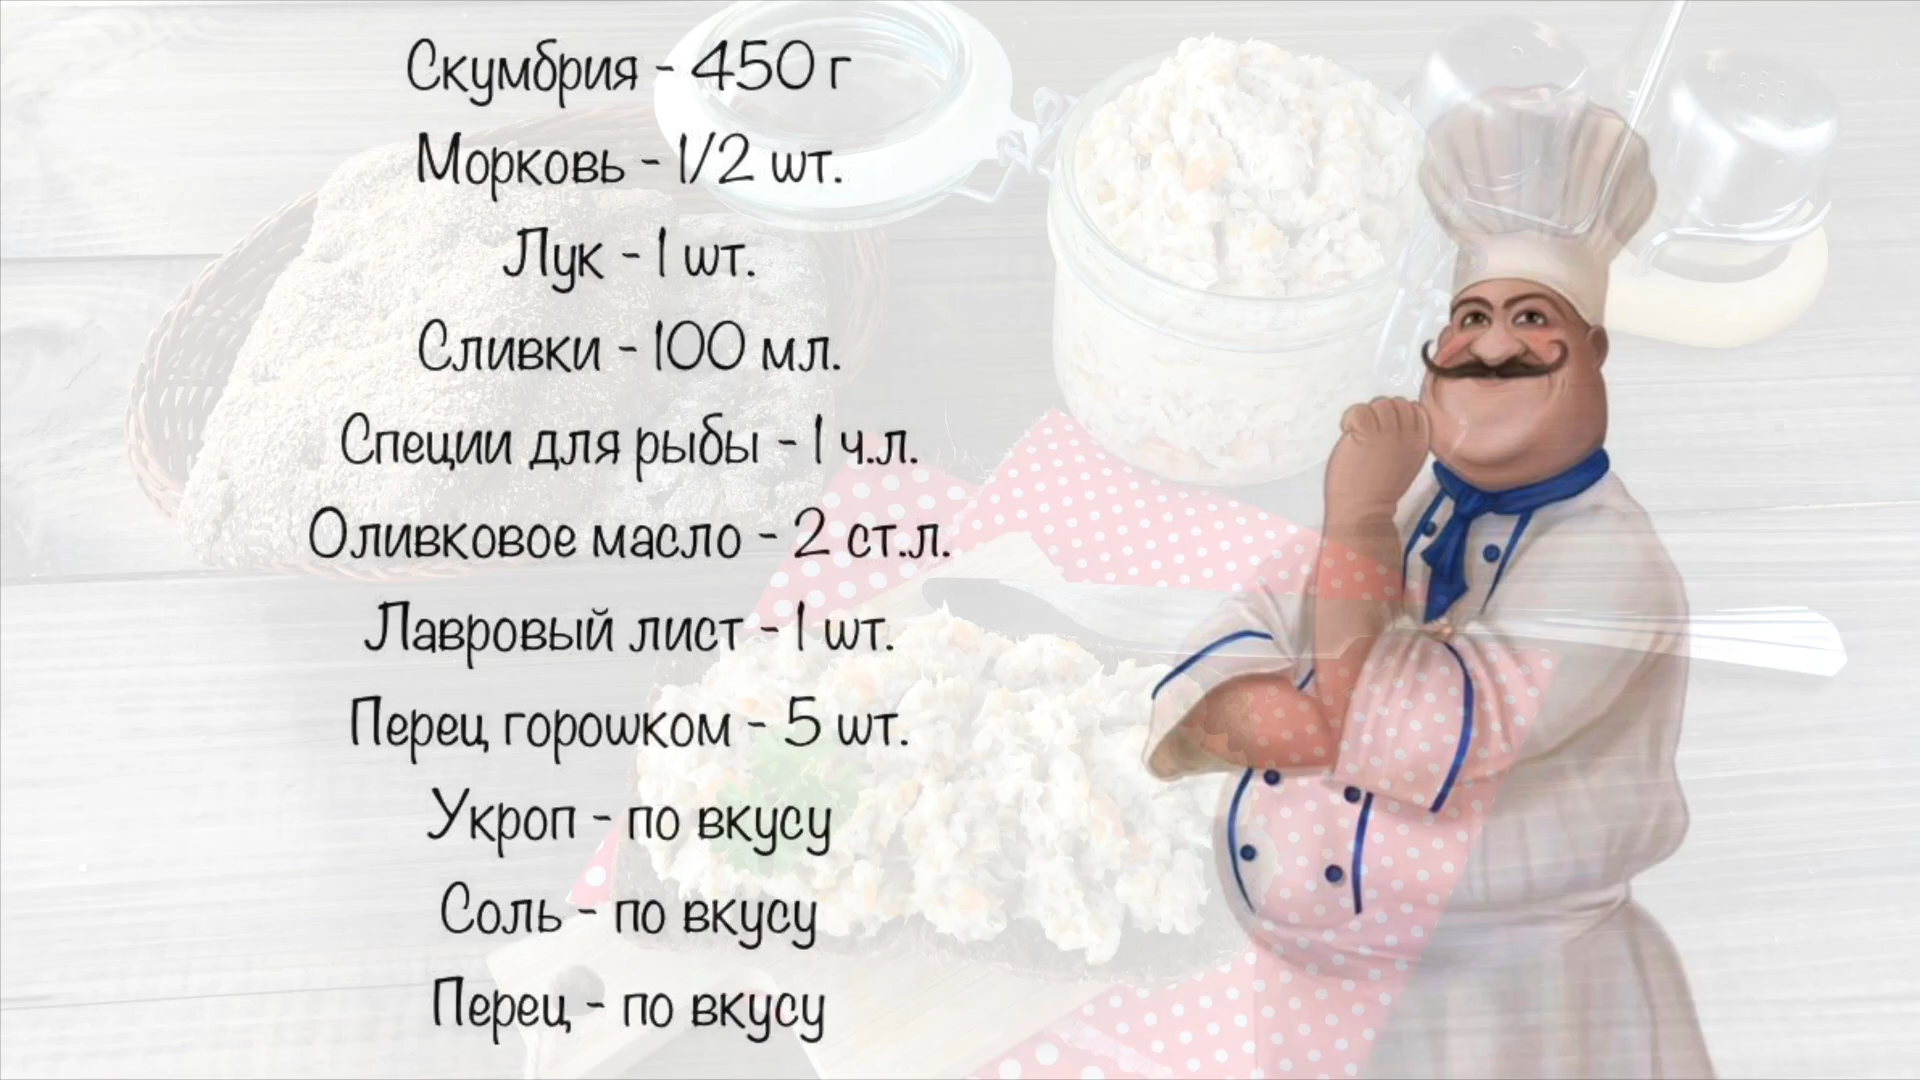 Скумбрия - 450 г
Морковь - 1/2 шт.
Лук - 1 шт.
Сливки - 100 мл.
Специи для рыбы - 1 ч.л.
Оливковое масло - 2 ст.л.
Лавровый лист - 1 шт.
Перец горошком - 5 шт.
Укроп - по вкусу
Соль - по вкусу
Перец - по вкусу